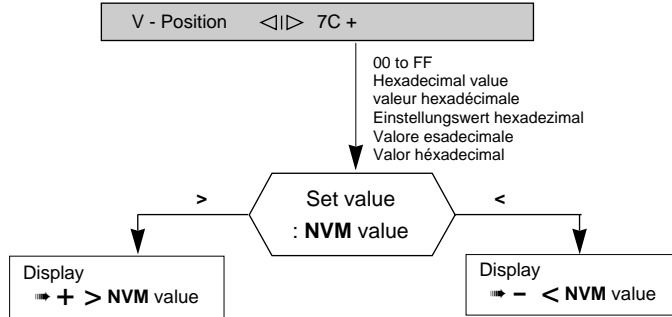 V - Position ◁|▷ 7C +
00 to FF
Hexadecimal value
valeur hexadécimale
Einstellungswert hexadezimal
Valore esadecimale
Valor héxadecimal
> Set value <
: NVM value
Display
➠ + > NVM value
Display
➠ - < NVM value